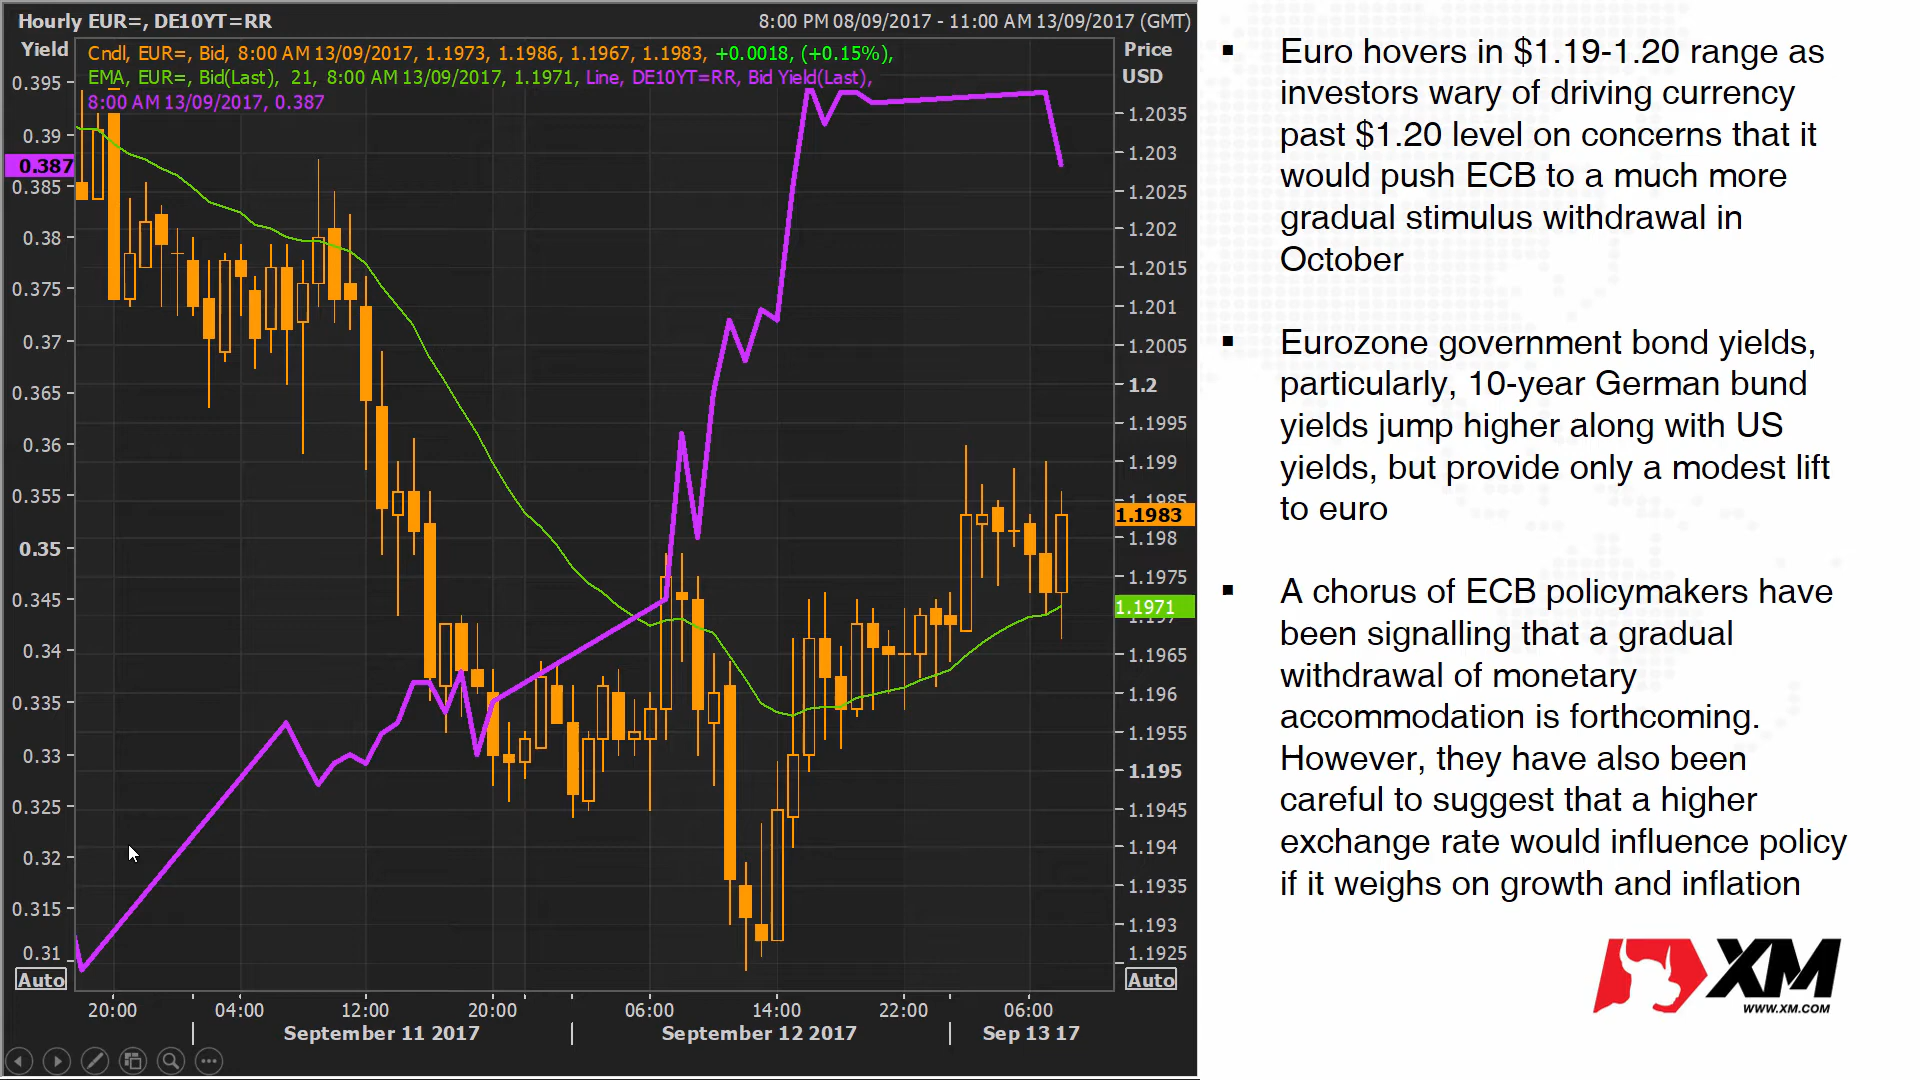 Hourly EUR=, DE10YT=RR
8:00 PM 08/09/2017 - 11:00 AM 13/09/2017 (GMT)
Yield
Cndl, EUR=, Bid, 8:00 AM 13/09/2017, 1.1973, 1.1986, 1.1967, 1.1983, +0.0018, (+0.15%),
EMA, EUR=, Bid(Last), 21, 8:00 AM 13/09/2017, 1.1971, Line, DE10YT=RR, Bid Yield(Last),
8:00 AM 13/09/2017, 0.387
Price
USD
0.395
0.39
0.387
0.385
0.38
0.375
0.37
0.365
0.36
0.355
0.35
0.345
0.34
0.335
0.33
0.325
0.32
0.315
0.31
Auto
1.2035
1.203
1.2025
1.202
1.2015
1.201
1.2005
1.2
1.1995
1.199
1.1985
1.1983
1.198
1.1975
1.1971
1.197
1.1965
1.196
1.1955
1.195
1.1945
1.194
1.1935
1.193
1.1925
Auto
20:00 04:00 12:00 20:00 06:00 14:00 22:00 06:00
September 11 2017 September 12 2017 Sep 13 17
▪ Euro hovers in $1.19-1.20 range as
investors wary of driving currency
past $1.20 level on concerns that it
would push ECB to a much more
gradual stimulus withdrawal in
October
▪ Eurozone government bond yields,
particularly, 10-year German bund
yields jump higher along with US
yields, but provide only a modest lift
to euro
▪ A chorus of ECB policymakers have
been signalling that a gradual
withdrawal of monetary
accommodation is forthcoming.
However, they have also been
careful to suggest that a higher
exchange rate would influence policy
if it weighs on growth and inflation
XM
WWW.XM.COM